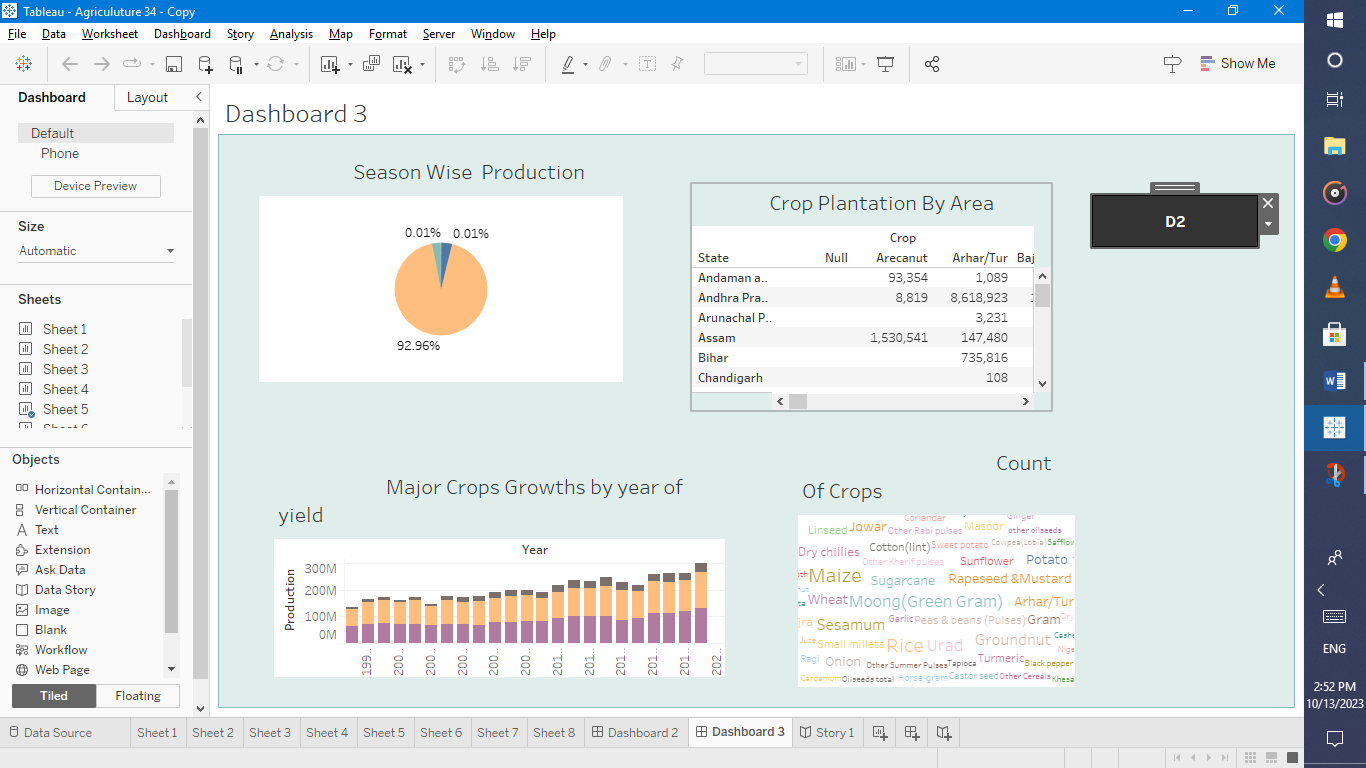 Tableau - Agriculuture 34 - Copy
File Data Worksheet Dashboard Story Analysis Map Format Server Window Help
Show Me
Dashboard Layout
Default
Phone
Device Preview
Size
Automatic
Sheets
Sheet 1
Sheet 2
Sheet 3
Sheet 4
Sheet 5
Objects
Horizontal Contain...
Vertical Container
Text
Extension
Ask Data
Data Story
Image
Blank
Workflow
Web Page
Tiled Floating
Dashboard 3
Season Wise Production
0.01% 0.01%
92.96%
Crop Plantation By Area
Crop
State Null Arecanut Arhar/Tur Baj
Andaman a.. 93,354 1,089
Andhra Pra.. 8,819 8,618,923
Arunachal P.. 3,231
Assam 1,530,541 147,480
Bihar 735,816
Chandigarh 108
D2
Major Crops Growths by year of
yield
Year
Production
300M
200M
100M
0M
199.. 200.. 200.. 200.. 200.. 200.. 201.. 201.. 201.. 201.. 201.. 202..
Count
Of Crops
Coriander Ginger
Linseed Jowar Other Rabi pulses Masoor other oilseeds
Dry chillies Cotton(lint) Sweet potato Cowpea(Lobia) Safflow
Other Kharif pulses Sunflower Potato
Maize Sugarcane Rapeseed &Mustard
Wheat Moong(Green Gram) Arhar/Tur
Sesamum Garlic Peas & beans (Pulses) Gram Dry
Jute Small millets Rice Urad Groundnut Cashe
Nige
Ragi Onion Other Summer Pulses Tapioca Turmeric Black pepper
Cardamom Oilseeds total Horse-gram Castor seed Other Cereals Khesa
Data Source Sheet 1 Sheet 2 Sheet 3 Sheet 4 Sheet 5 Sheet 6 Sheet 7 Sheet 8 Dashboard 2 Dashboard 3 Story 1
ENG
2:52 PM
10/13/2023